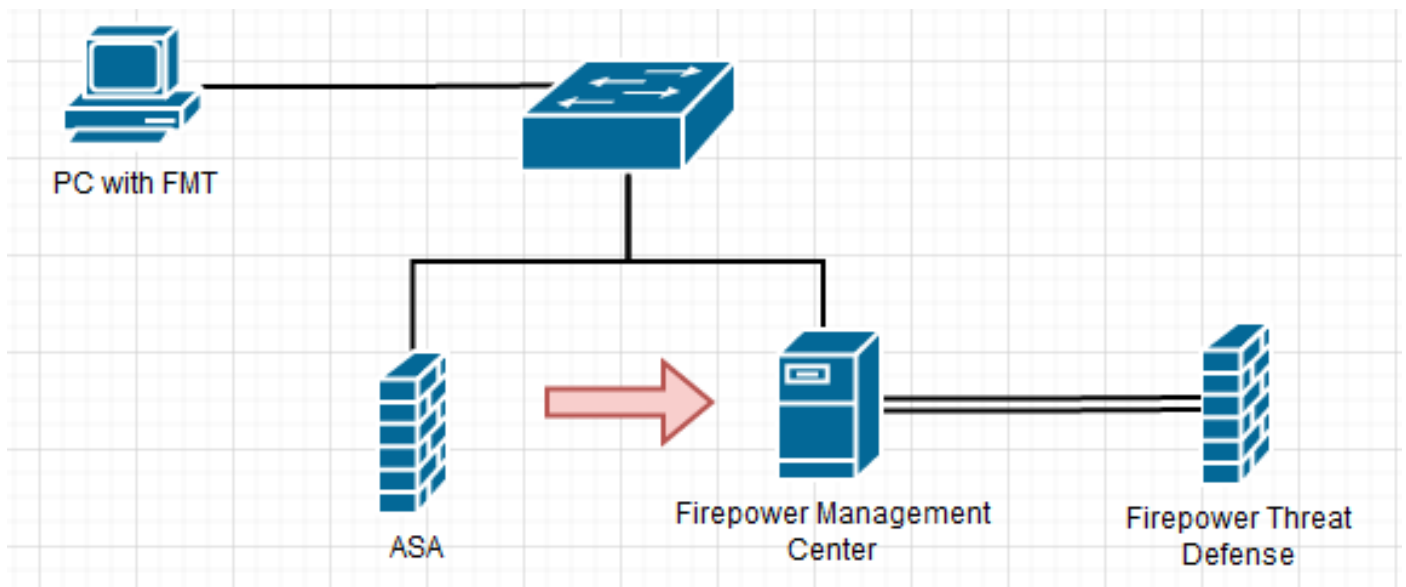 PC with FMT
ASA
Firepower Management
Center
Firepower Threat
Defense